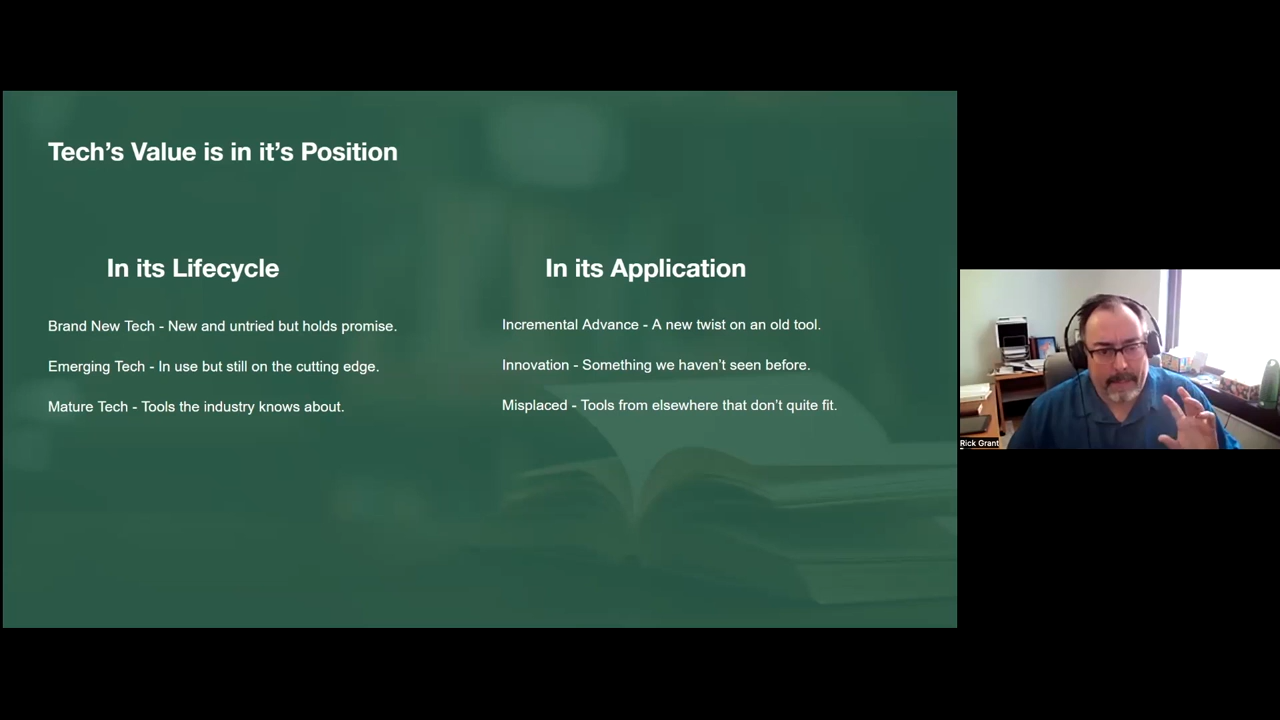 Tech’s Value is in it’s Position
In its Lifecycle
Brand New Tech - New and untried but holds promise.
Emerging Tech - In use but still on the cutting edge.
Mature Tech - Tools the industry knows about.
In its Application
Incremental Advance - A new twist on an old tool.
Innovation - Something we haven’t seen before.
Misplaced - Tools from elsewhere that don’t quite fit.
Rick Grant